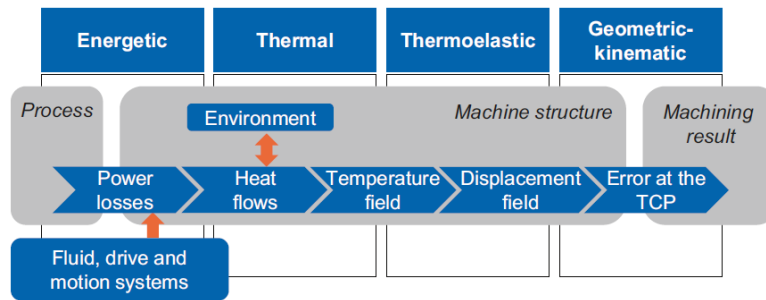 Energetic
Thermal
Thermoelastic
Geometric-
kinematic
Process
Environment
Machine structure
Machining
result
Power
losses
Heat
flows
Temperature
field
Displacement
field
Error at the
TCP
Fluid, drive and
motion systems